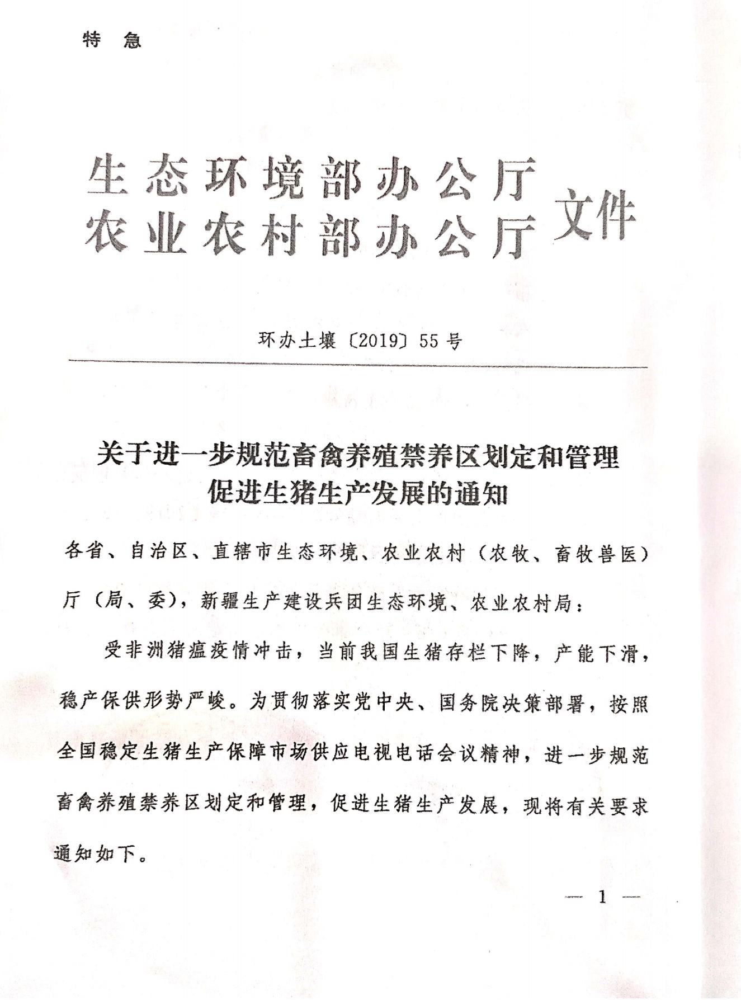 特 急
生态环境部办公厅
农业农村部办公厅
文件
环办土壤〔2019〕55 号
关于进一步规范畜禽养殖禁养区划定和管理
促进生猪生产发展的通知
各省、自治区、直辖市生态环境、农业农村（农牧、畜牧兽医）
厅（局、委），新疆生产建设兵团生态环境、农业农村局：
受非洲猪瘟疫情冲击，当前我国生猪存栏下降，产能下滑，
稳产保供形势严峻。为贯彻落实党中央、国务院决策部署，按照
全国稳定生猪生产保障市场供应电视电话会议精神，进一步规范
畜禽养殖禁养区划定和管理，促进生猪生产发展，现将有关要求
通知如下。
— 1 —